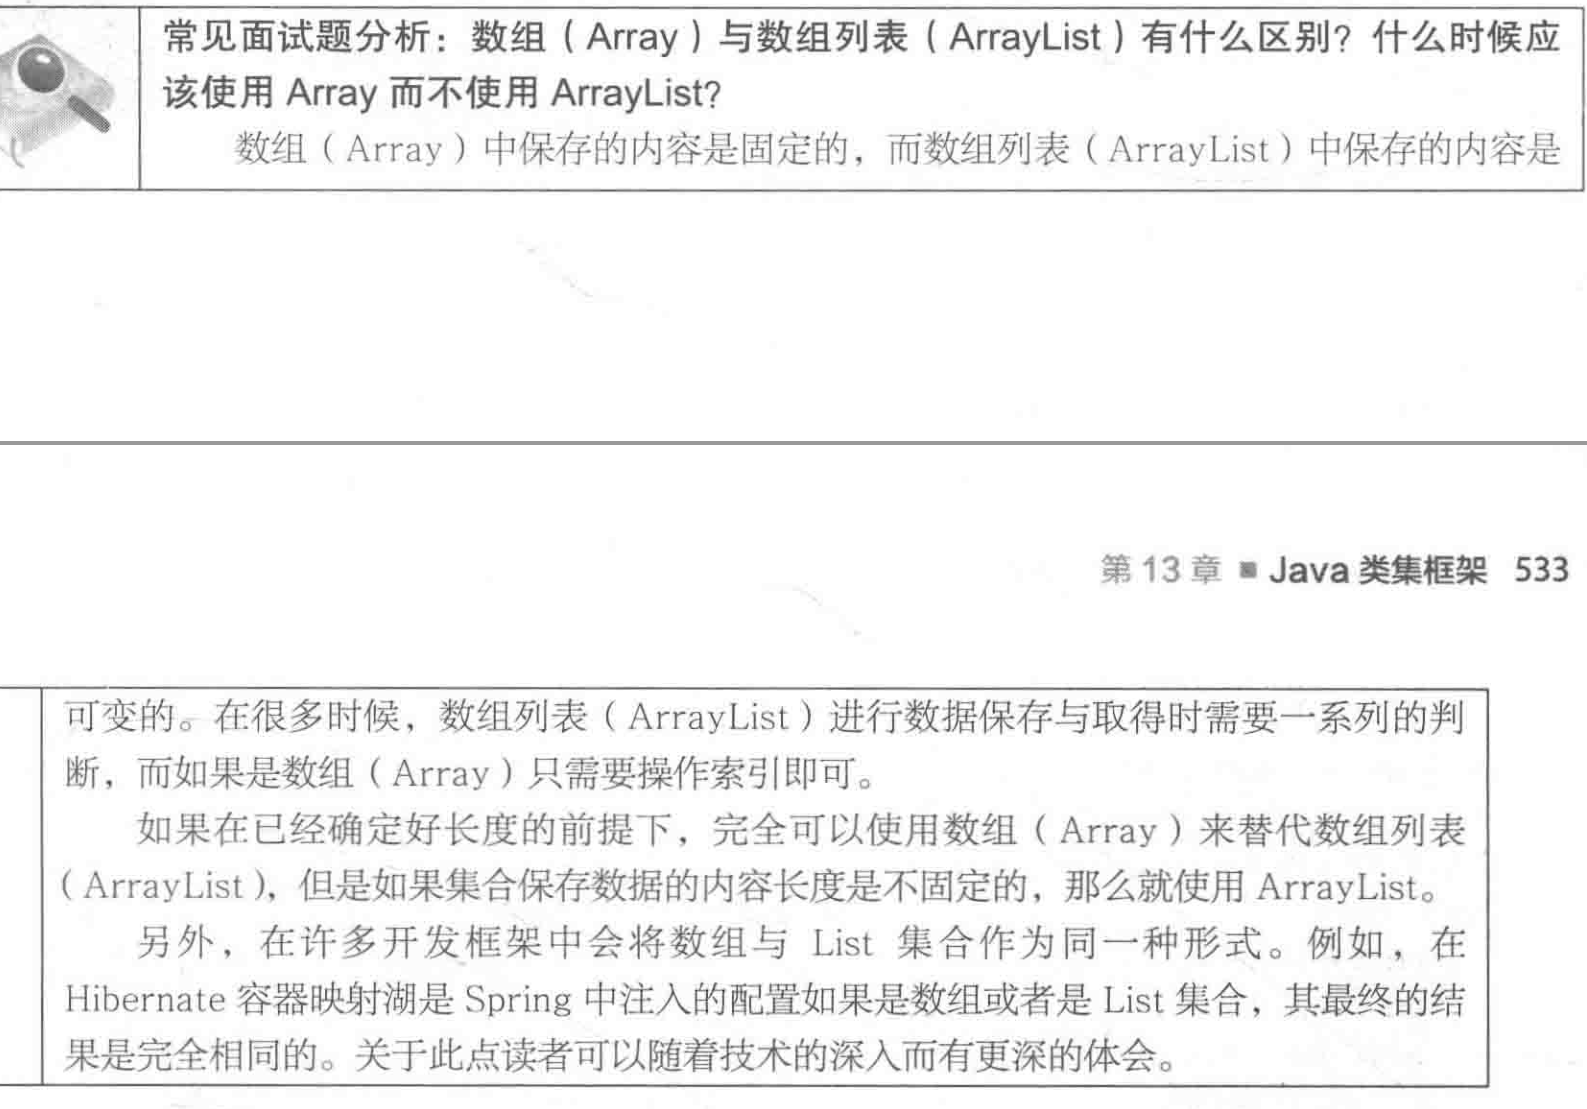 常见面试题分析：数组（Array）与数组列表（ArrayList）有什么区别？什么时候应
该使用 Array 而不使用 ArrayList？
数组（Array）中保存的内容是固定的，而数组列表（ArrayList）中保存的内容是
第 13 章 ■ Java 类集框架 533
可变的。在很多时候，数组列表（ArrayList）进行数据保存与取得时需要一系列的判
断，而如果是数组（Array）只需要操作索引即可。
如果在已经确定好长度的前提下，完全可以使用数组（Array）来替代数组列表
（ArrayList），但是如果集合保存数据的内容长度是不固定的，那么就使用 ArrayList。
另外，在许多开发框架中会将数组与 List 集合作为同一种形式。例如，在
Hibernate 容器映射湖是 Spring 中注入的配置如果是数组或者是 List 集合，其最终的结
果是完全相同的。关于此点读者可以随着技术的深入而有更深的体会。